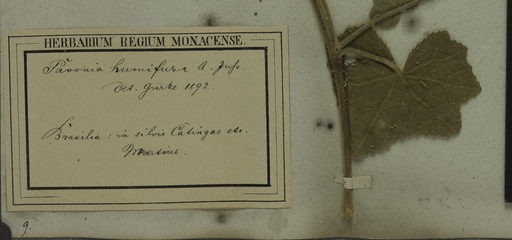 HERBARIUM REGIUM MONACENSE.
Pavonia humifusa A. Juss.
det. Gürke 1892.
Brasilia: in silvis Catingas etc.
Martius.
9.